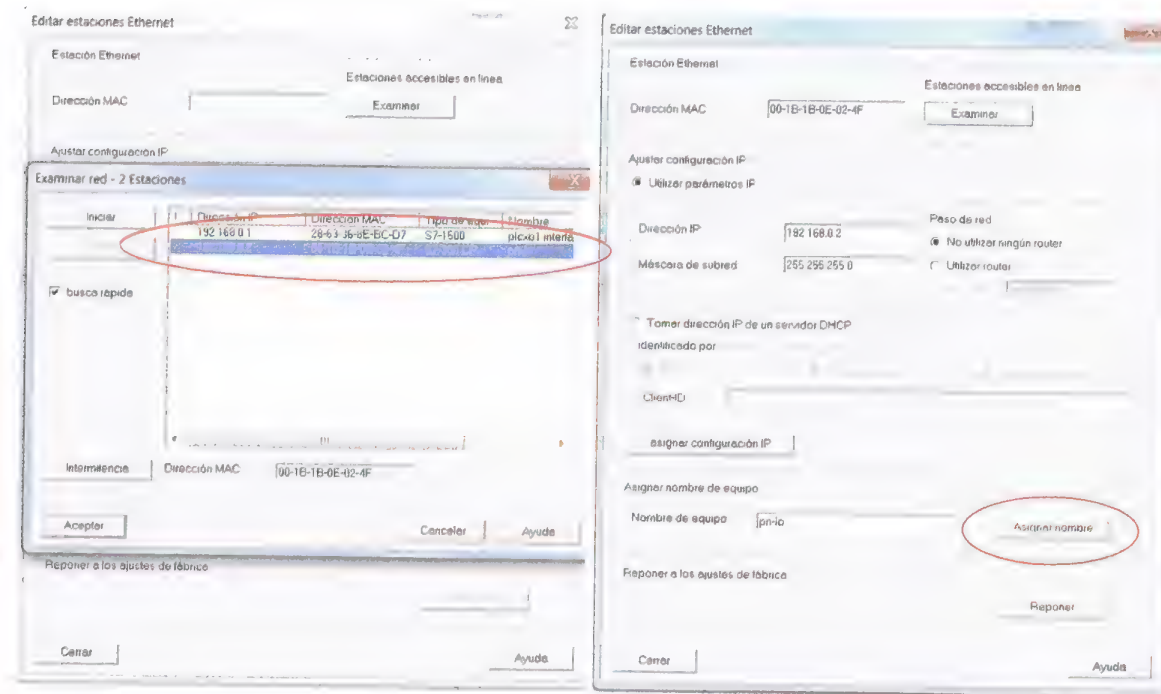 Editar estaciones Ethernet
Estación Ethernet
Estaciones accesibles en línea
Dirección MAC
Examinar
Ajustar configuración IP
Examinar red - 2 Estaciones
Iniciar
Dirección IP Dirección MAC Tipo de equi Nombre
192.168.0.1 S7-1500
busca rápida
Intermitencia
Dirección MAC 00-1B-1B-0E-02-4F
Aceptar
Cancelar
Ayuda
Reponer a los ajustes de fábrica
Cerrar
Ayuda
Editar estaciones Ethernet
Estación Ethernet
Estaciones accesibles en línea
Dirección MAC 00-1B-1B-0E-02-4F
Examinar
Ajustar configuración IP
Utilizar parámetros IP
Paso de red
Dirección IP 192.168.0.2
No utilizar ningún router
Máscara de subred 255.255.255.0
Utilizar router
Tomar dirección IP de un servidor DHCP
identificado por
Client-ID
asignar configuración IP
Asignar nombre de equipo
Nombre de equipo pn-io
Asignar nombre
Reponer a los ajustes de fábrica
Reponer
Cerrar
Ayuda